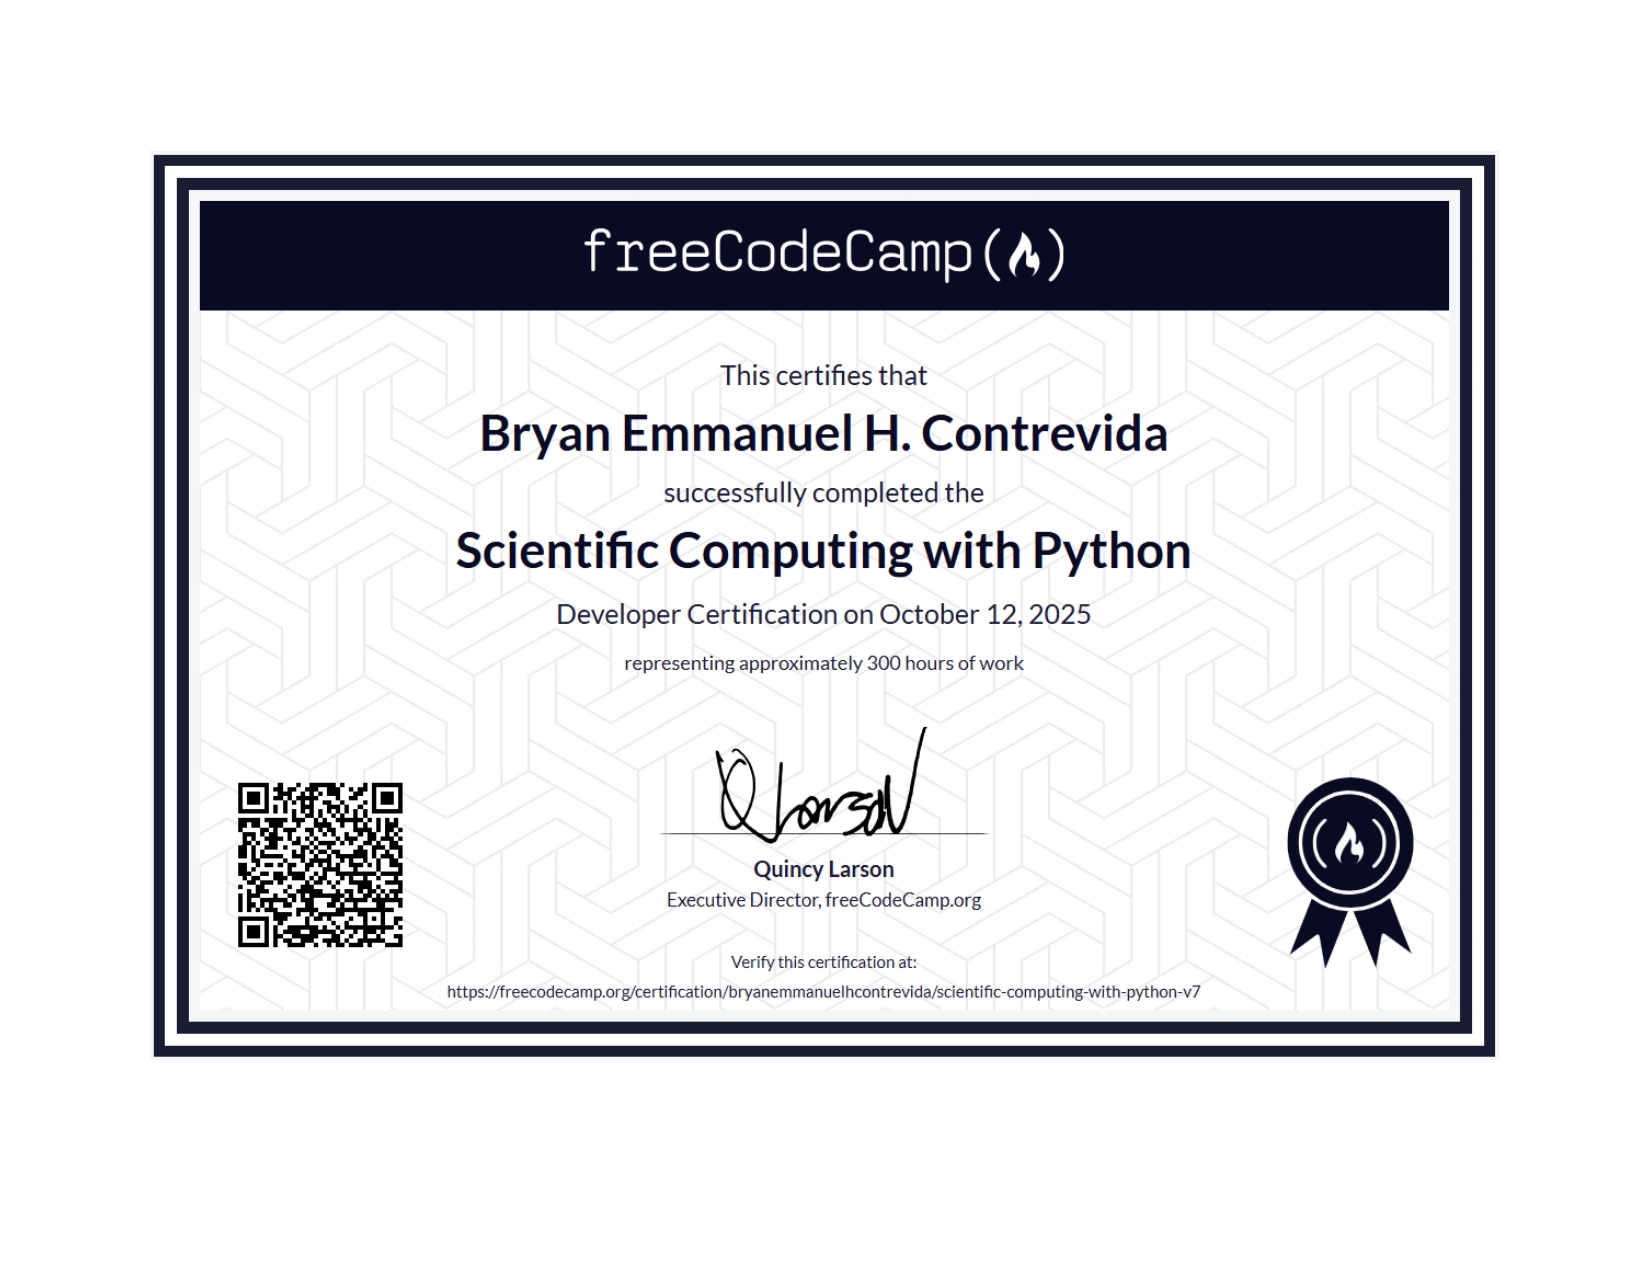 freeCodeCamp
This certifies that
Bryan Emmanuel H. Contrevida
successfully completed the
Scientific Computing with Python
Developer Certification on October 12, 2025
representing approximately 300 hours of work
Q Larson
Quincy Larson
Executive Director, freeCodeCamp.org
Verify this certification at:
https://freecodecamp.org/certification/bryanemmanuelhcontrevida/scientific-computing-with-python-v7